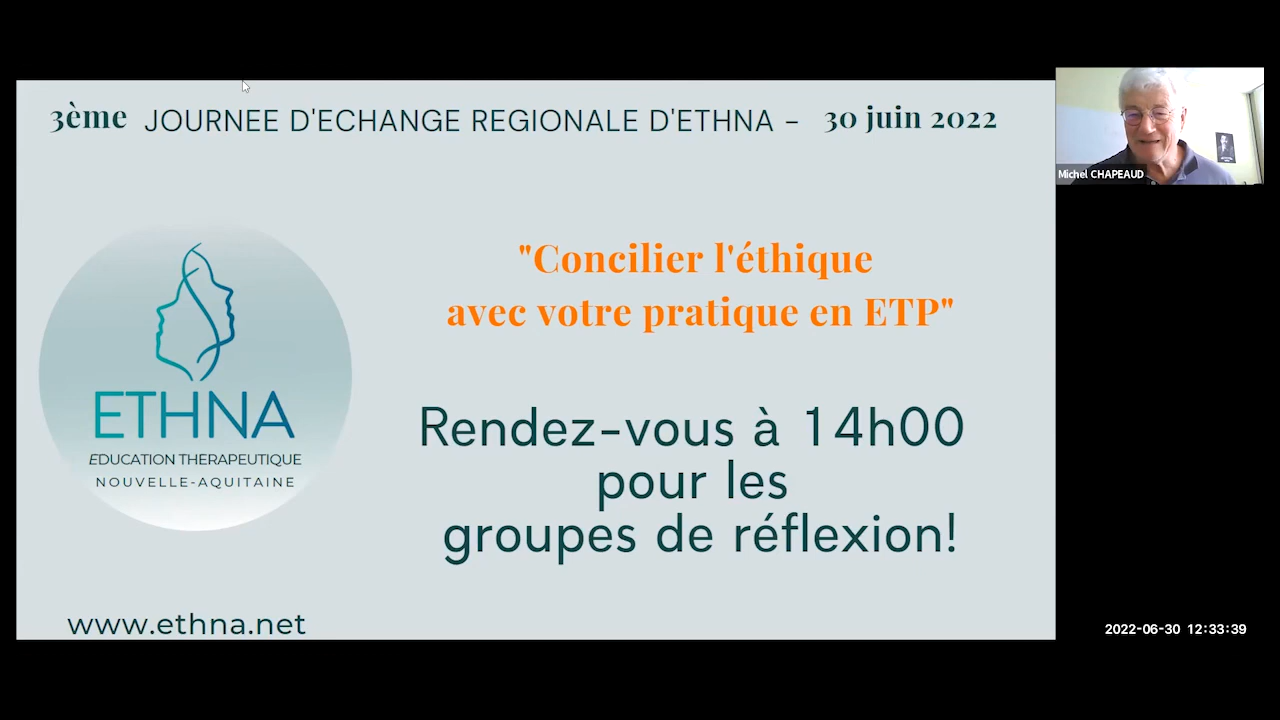 3ème JOURNEE D'ECHANGE REGIONALE D'ETHNA - 30 juin 2022
Michel CHAPEAUD
"Concilier l'éthique
avec votre pratique en ETP"
ETHNA
EDUCATION THERAPEUTIQUE
NOUVELLE-AQUITAINE
Rendez-vous à 14h00
pour les
groupes de réflexion!
www.ethna.net
2022-06-30 12:33:39